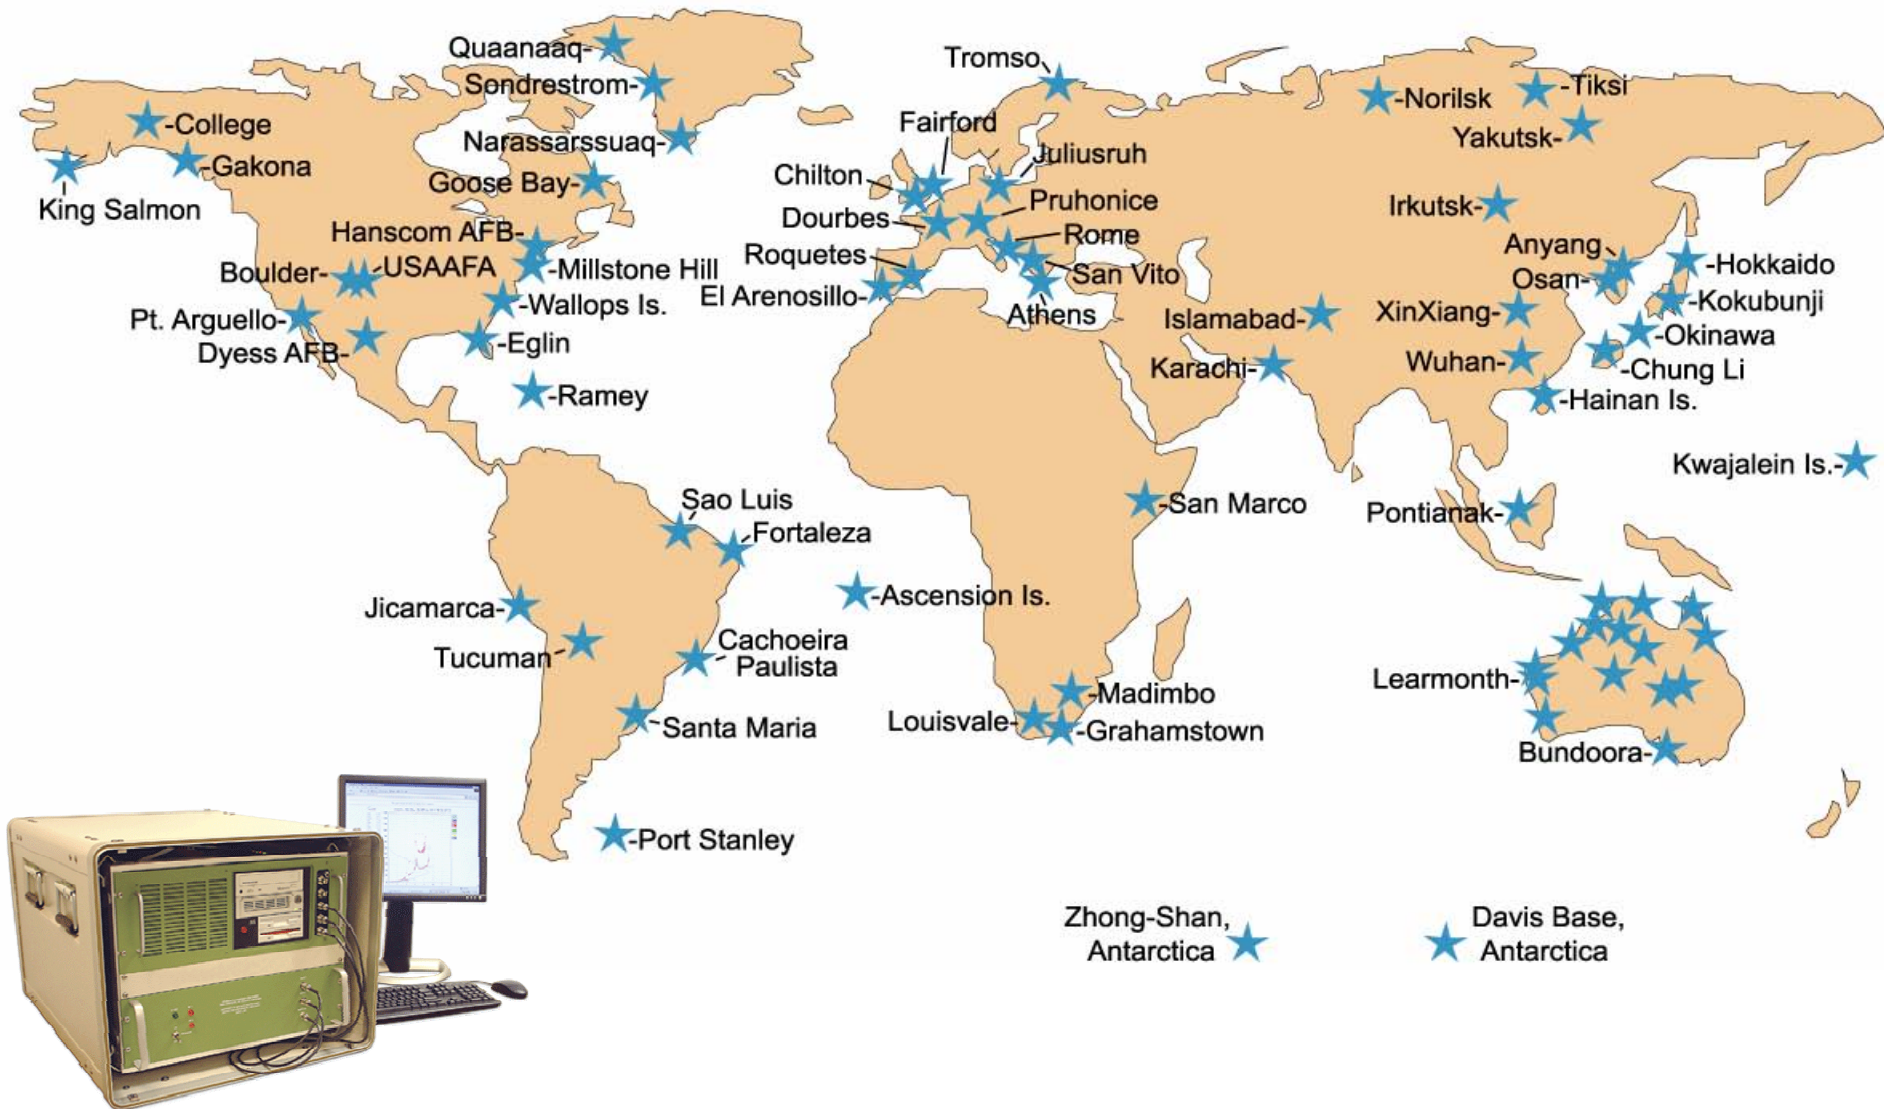 Quaanaaq-
Sondrestrom-
Tromso
-Norilsk
-Tiksi
Yakutsk-
-College
-Gakona
King Salmon
Narassarssuaq-
Goose Bay-
Fairford
Juliusruh
Chilton
Dourbes
Pruhonice
Rome
Roquetes
San Vito
El Arenosillo-
Athens
Irkutsk-
Anyang
Osan-
-Hokkaido
-Kokubunji
-Okinawa
Hanscom AFB-
Boulder-
-USAAFA
-Millstone Hill
-Wallops Is.
Pt. Arguello-
Dyess AFB-
-Eglin
-Ramey
Islamabad-
Karachi-
XinXiang-
Wuhan-
-Chung Li
-Hainan Is.
Kwajalein Is.-
Sao Luis
Fortaleza
-San Marco
Pontianak-
Jicamarca-
-Ascension Is.
Tucuman
Cachoeira
Paulista
Santa Maria
-Madimbo
Louisvale-
-Grahamstown
Learmonth-
Bundoora-
-Port Stanley
Zhong-Shan,
Antarctica
Davis Base,
Antarctica